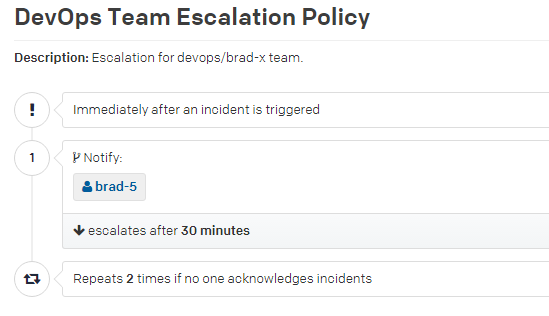 DevOps Team Escalation Policy
Description: Escalation for devops/brad-x team.
! Immediately after an incident is triggered
1 Notify:
brad-5
escalates after 30 minutes
Repeats 2 times if no one acknowledges incidents